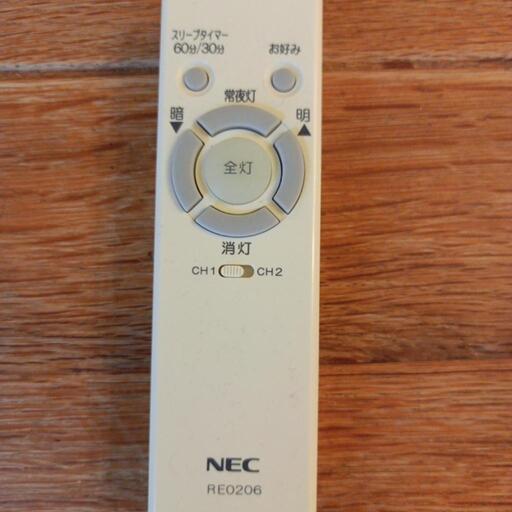 スリープタイマー
60分/30分
お好み
常夜灯
暗
明
▼
▲
全灯
消灯
CH1 CH2
NEC
RE0206